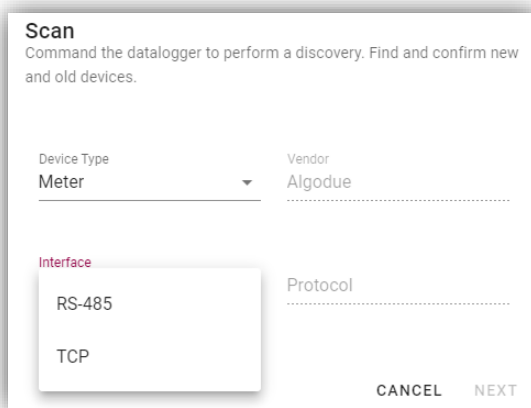 Scan
Command the datalogger to perform a discovery. Find and confirm new
and old devices.
Device Type
Meter
Vendor
Algodue
Interface
RS-485
TCP
Protocol
CANCEL NEXT